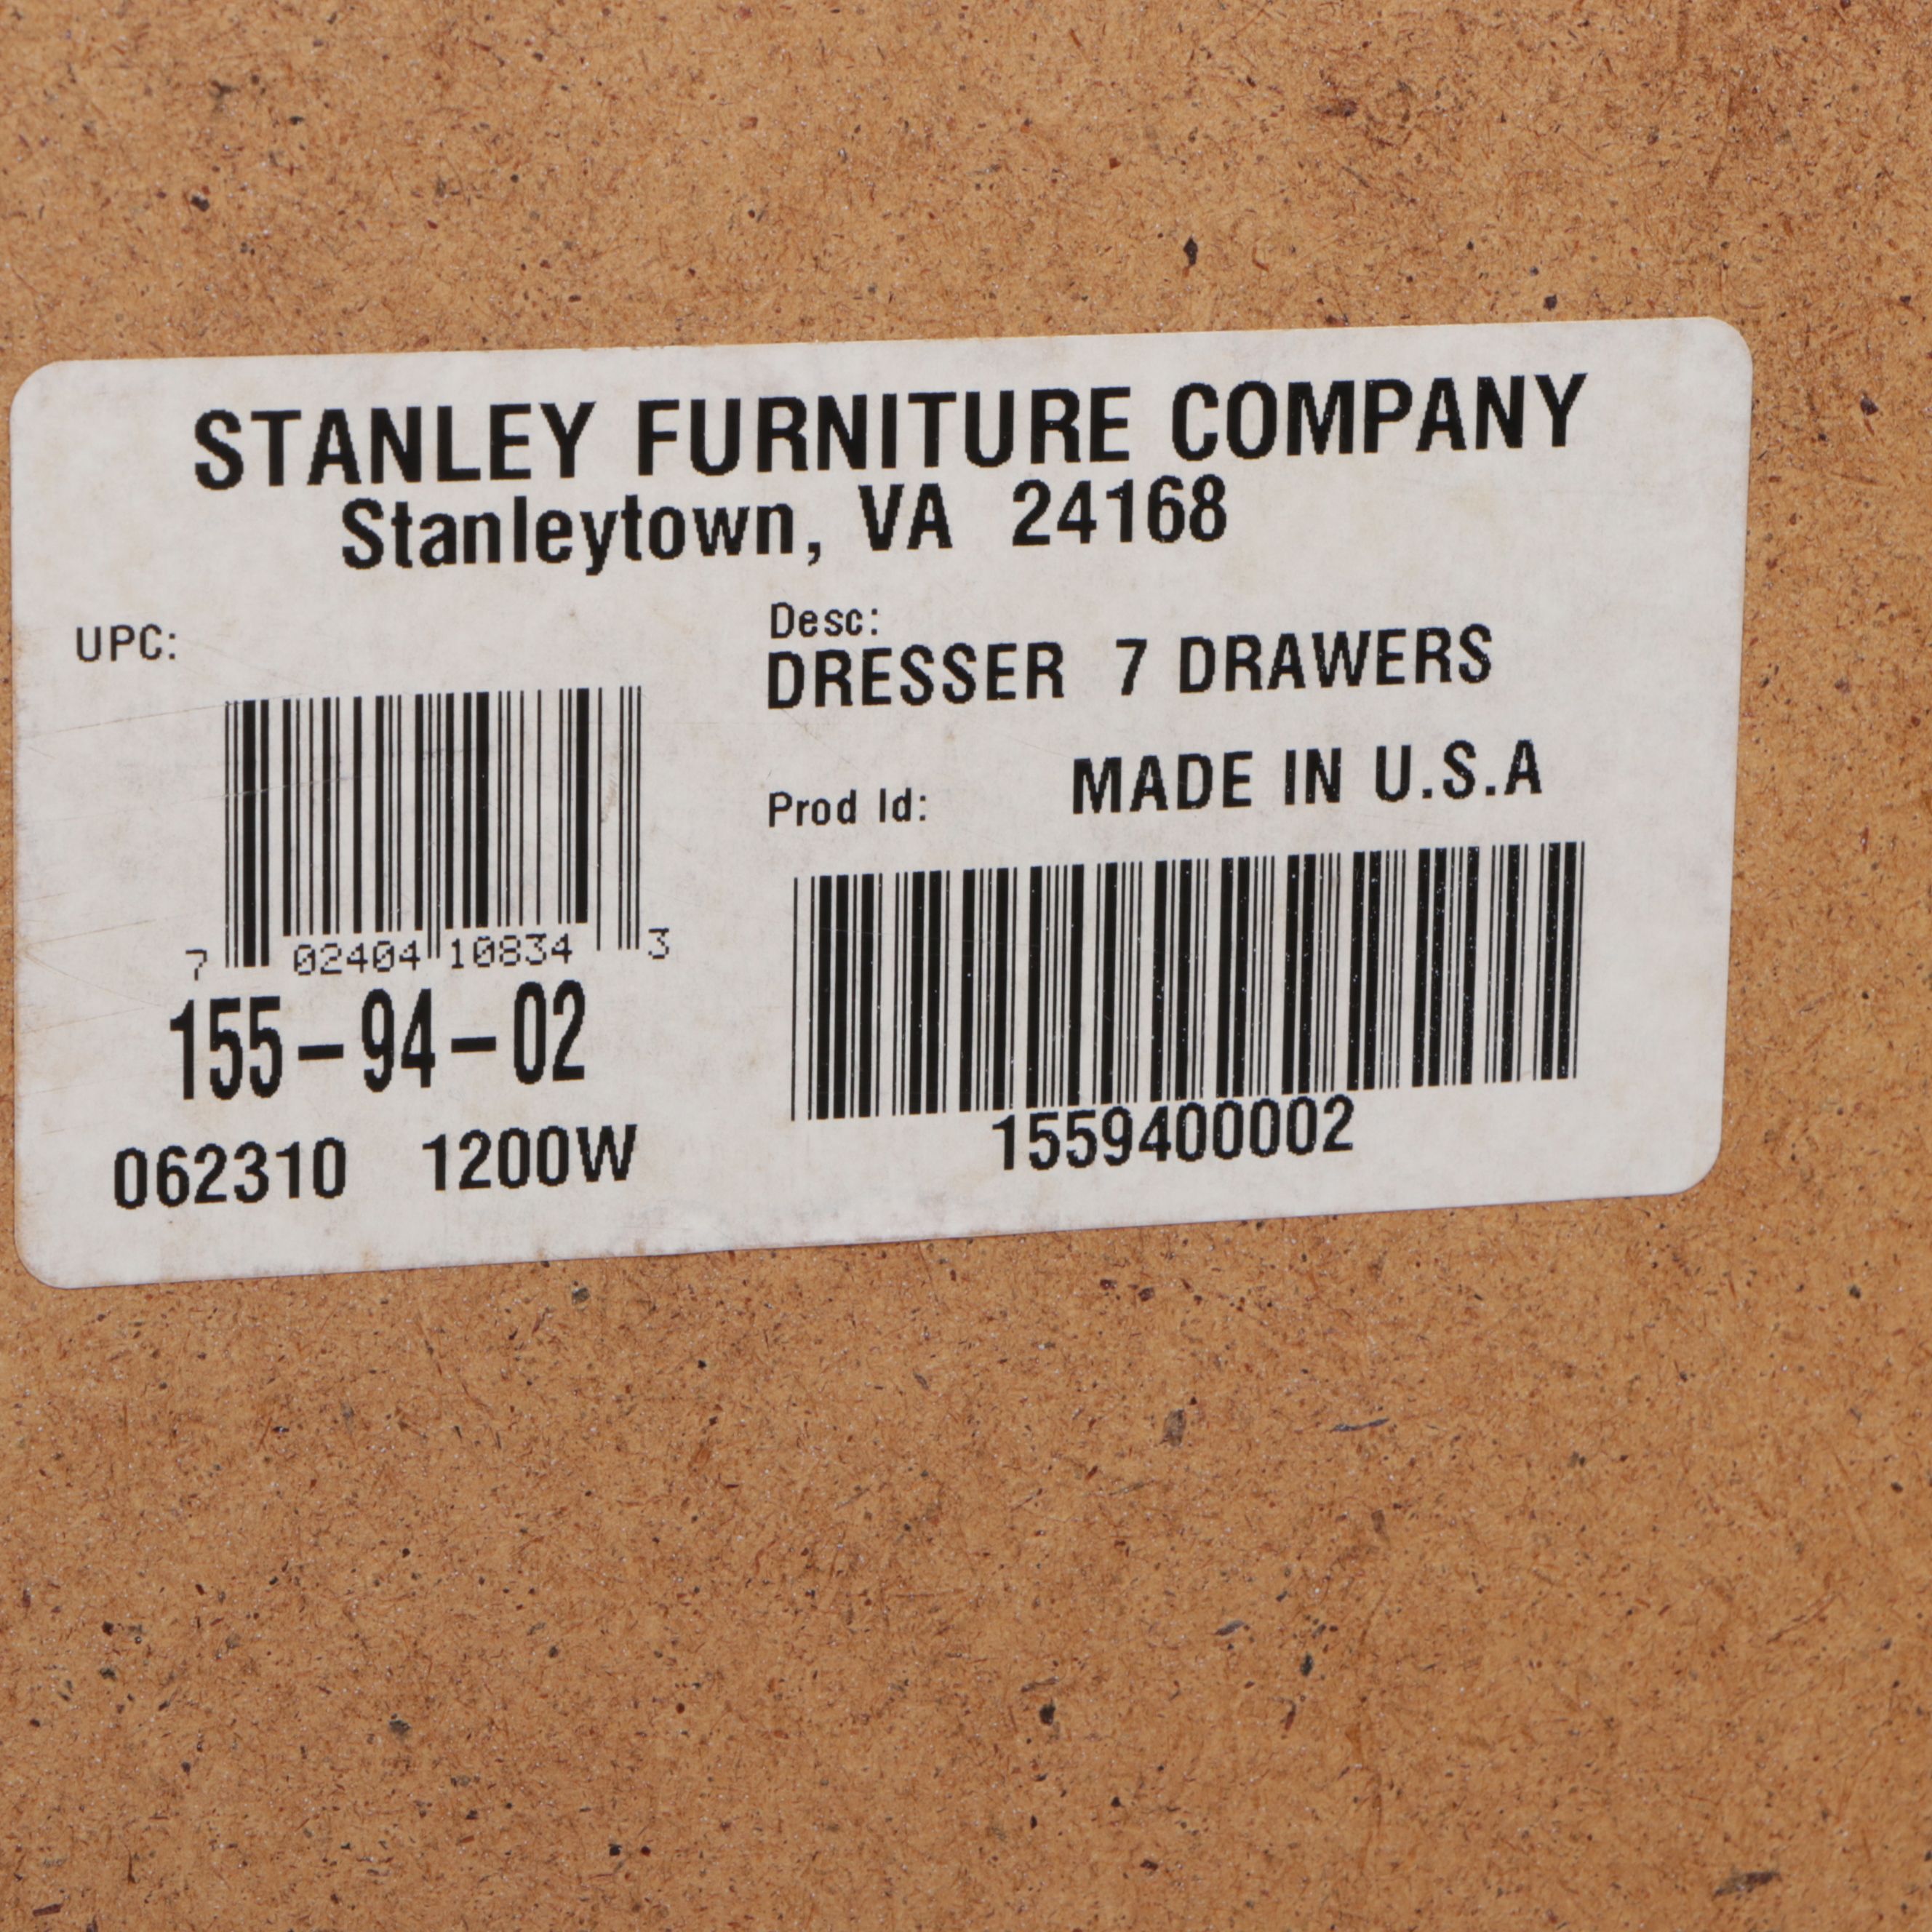 STANLEY FURNITURE COMPANY
Stanleytown, VA 24168
UPC:
7 02404 10834 3
155-94-02
062310 1200W
Desc:
DRESSER 7 DRAWERS
Prod Id: MADE IN U.S.A
1559400002